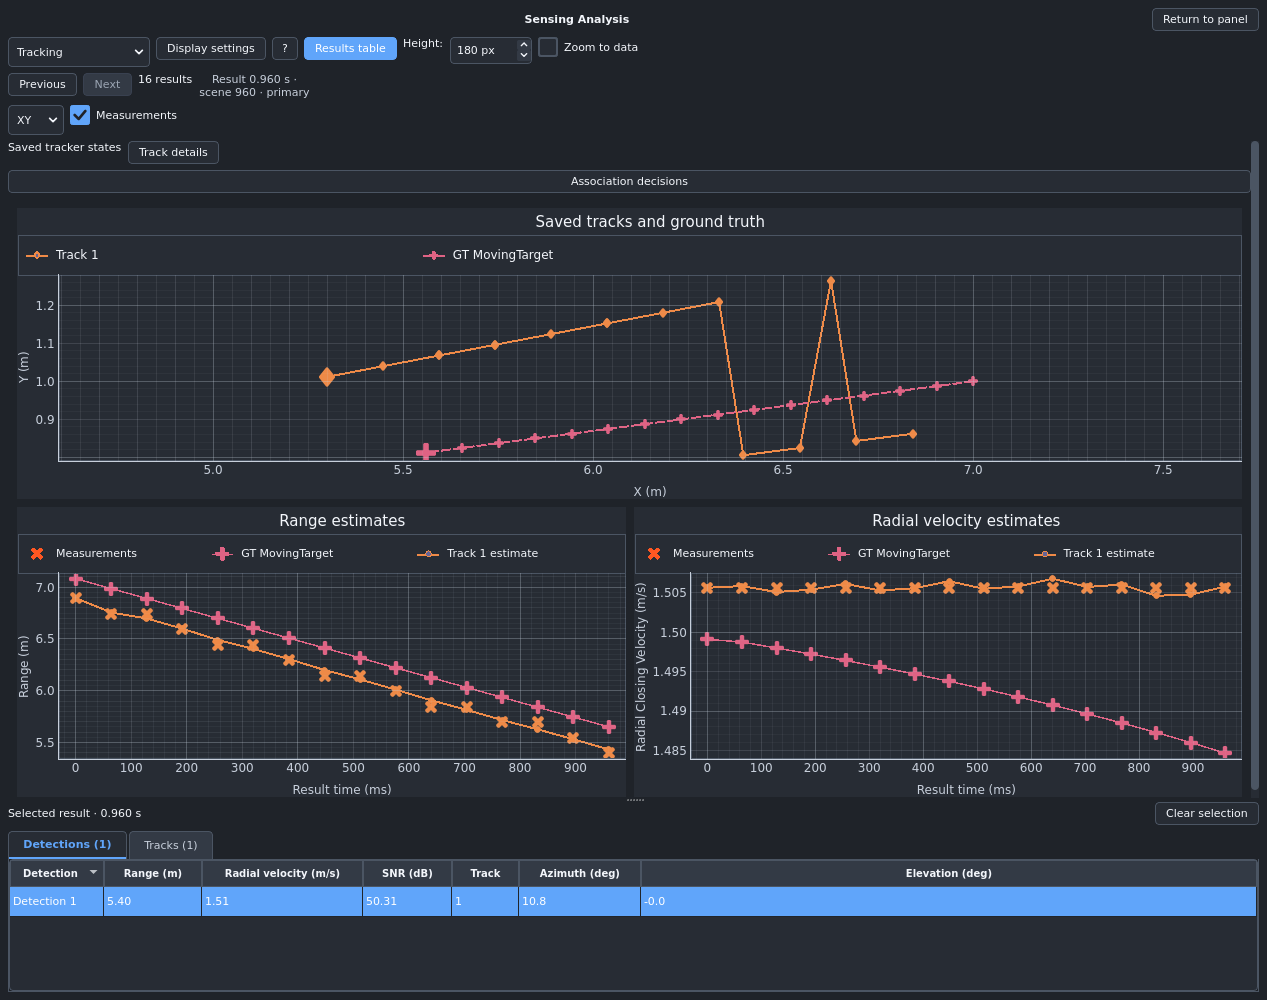 Sensing Analysis
Return to panel
Tracking
Display settings
?
Results table
Height:
180 px
Zoom to data
Previous
Next
16 results
Result 0.960 s ·
scene 960 · primary
XY
Measurements
Saved tracker states
Track details
Association decisions
Saved tracks and ground truth
Track 1
GT MovingTarget
Y (m)
1.2
1.1
1.0
0.9
5.0
5.5
6.0
6.5
7.0
7.5
X (m)
Range estimates
Measurements
GT MovingTarget
Track 1 estimate
Range (m)
7.0
6.5
6.0
5.5
0
100
200
300
400
500
600
700
800
900
Result time (ms)
Radial velocity estimates
Measurements
GT MovingTarget
Track 1 estimate
Radial Closing Velocity (m/s)
1.505
1.50
1.495
1.49
1.485
0
100
200
300
400
500
600
700
800
900
Result time (ms)
Selected result · 0.960 s
Clear selection
Detections (1)
Tracks (1)
Detection
Range (m)
Radial velocity (m/s)
SNR (dB)
Track
Azimuth (deg)
Elevation (deg)
Detection 1
5.40
1.51
50.31
1
10.8
-0.0